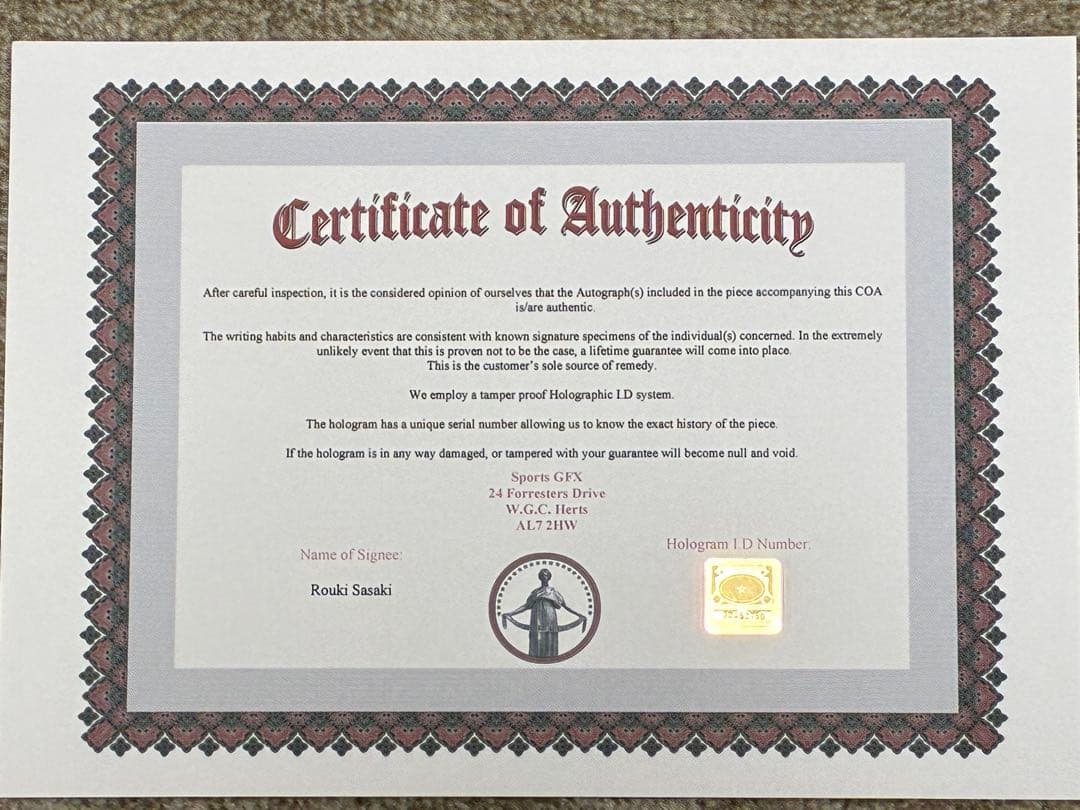 Certificate of Authenticity
After careful inspection, it is the considered opinion of ourselves that the Autograph(s) included in the piece accompanying this COA
is/are authentic.
The writing habits and characteristics are consistent with known signature specimens of the individual(s) concerned. In the extremely
unlikely event that this is proven not to be the case, a lifetime guarantee will come into place.
This is the customer's sole source of remedy.
We employ a tamper proof Holographic I.D system.
The hologram has a unique serial number allowing us to know the exact history of the piece.
If the hologram is in any way damaged, or tampered with your guarantee will become null and void.
Sports GFX
24 Forresters Drive
W.G.C. Herts
AL7 2HW
Name of Signee:
Rouki Sasaki
Hologram I.D Number: